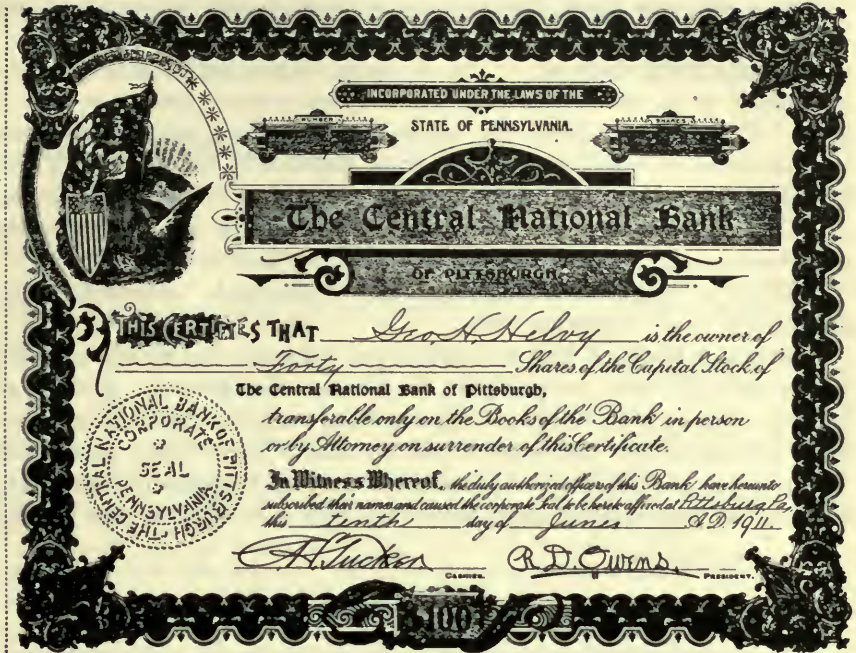 INCORPORATED UNDER THE LAWS OF THE
NUMBER
STATE OF PENNSYLVANIA.
SHARES
The Central National Bank
OF PITTSBURGH
THIS CERTIFIES THAT Geo. H. Helvy is the owner of
Forty Shares of the Capital Stock of
The Central National Bank of Pittsburgh,
transferable only on the Books of the Bank in person
or by Attorney on surrender of this Certificate.
In Witness Whereof, the duly authorized officers of this Bank have hereunto
subscribed their names and caused the corporate Seal to be hereto affixed at Pittsburg Pa,
this tenth day of June A.D. 1911.
THE CENTRAL NATIONAL BANK OF PITTSBURGH
CORPORATE
SEAL
PENNSYLVANIA
Tucker R. D. Owens.
CASHIER. PRESIDENT.
100